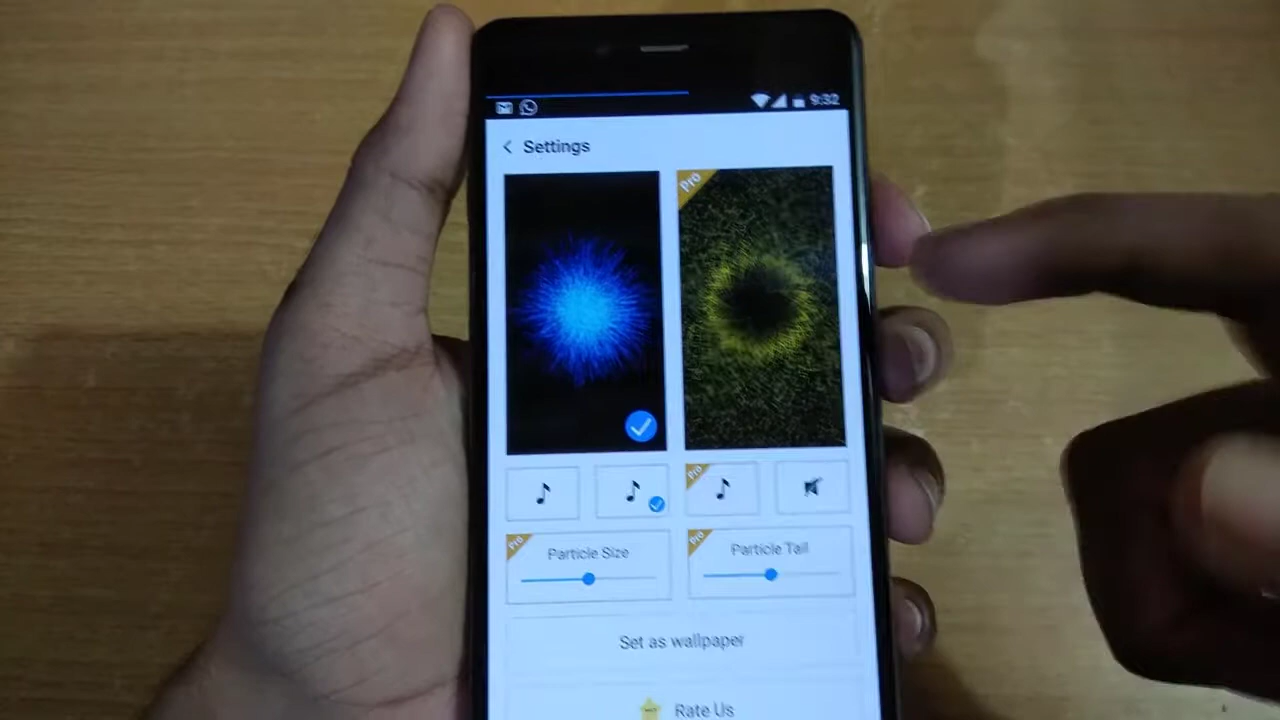 9:32
Settings
Pro
Pro
Pro
Particle Size
Pro
Particle Tail
Set as wallpaper
Rate Us